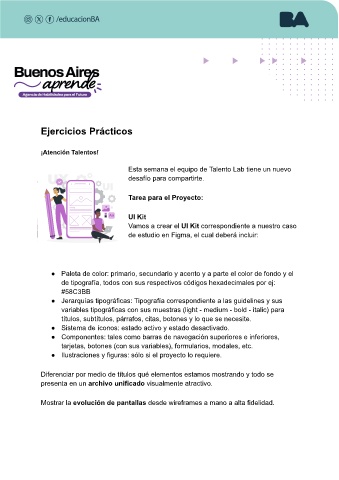 /educacionBA
BA
Buenos Aires
aprende
Agencia de Habilidades para el Futuro
Ejercicios Prácticos
¡Atención Talentos!
Esta semana el equipo de Talento Lab tiene un nuevo
desafío para compartirte.
Tarea para el Proyecto:
UI Kit
Vamos a crear el UI Kit correspondiente a nuestro caso
de estudio en Figma, el cual deberá incluir:
● Paleta de color: primario, secundario y acento y a parte el color de fondo y el
de tipografía, todos con sus respectivos códigos hexadecimales por ej:
#58C3BB
● Jerarquías tipográficas: Tipografía correspondiente a las guidelines y sus
variables tipográficas con sus muestras (light - medium - bold - italic) para
títulos, subtítulos, párrafos, citas, botones y lo que se necesite.
● Sistema de iconos: estado activo y estado desactivado.
● Componentes: tales como barras de navegación superiores e inferiores,
tarjetas, botones (con sus variables), formularios, modales, etc.
● Ilustraciones y figuras: sólo si el proyecto lo requiere.
Diferenciar por medio de títulos qué elementos estamos mostrando y todo se
presenta en un archivo unificado visualmente atractivo.
Mostrar la evolución de pantallas desde wireframes a mano a alta fidelidad.